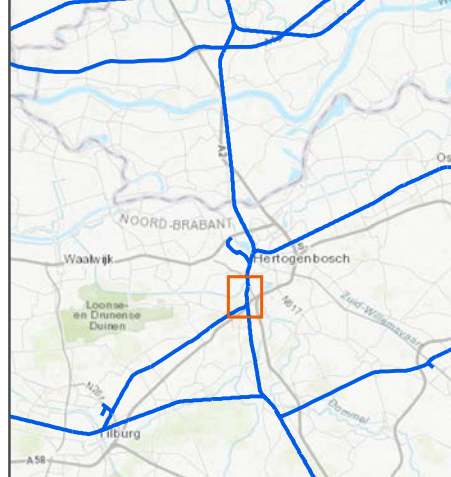 A2
Os
NOORD-BRABANT
Waalwijk
's-
Hertogenbosch
Loonse-
en Drunense
Duinen
N617
Zuid-Willemsvaart
N261
Dommel
Tilburg
A58